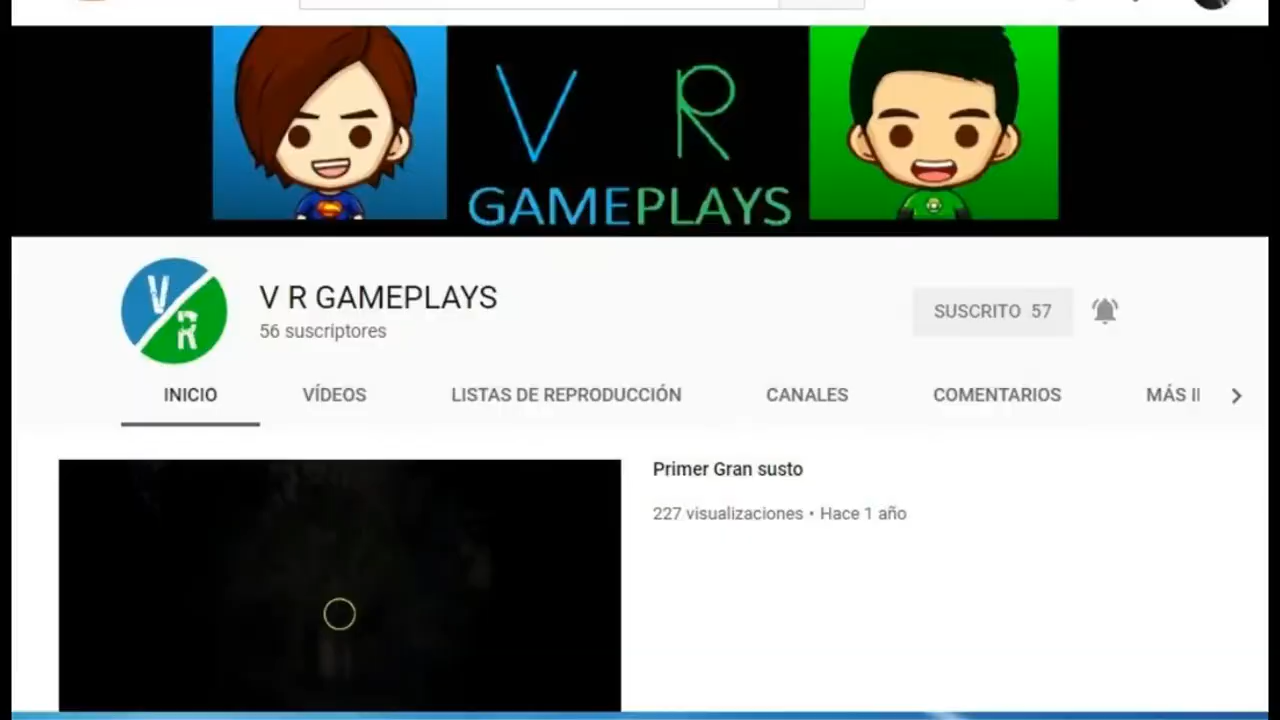 V R
GAMEPLAYS
V R
V R GAMEPLAYS
56 suscriptores
SUSCRITO 57
INICIO VÍDEOS LISTAS DE REPRODUCCIÓN CANALES COMENTARIOS MÁS
Primer Gran susto
227 visualizaciones • Hace 1 año